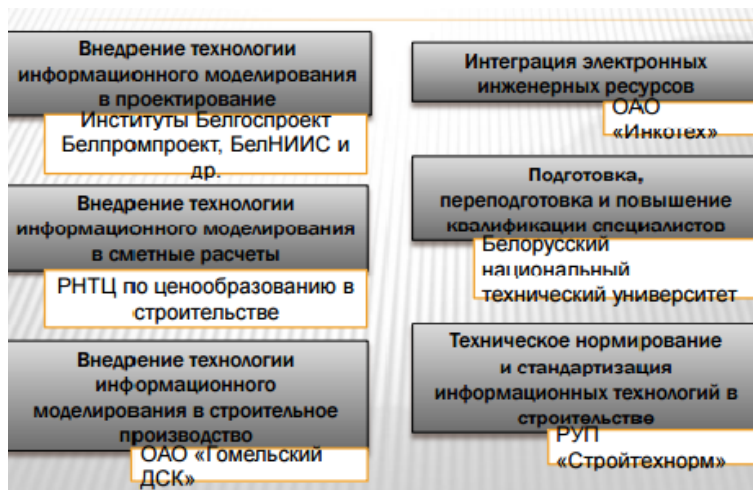 Внедрение технологии
информационного моделирования
в проектирование
Институты Белгоспроект
Белпромпроект, БелНИИС и
др.
Внедрение технологии
информационного моделирования
в сметные расчеты
РНТЦ по ценообразованию в
строительстве
Внедрение технологии
информационного
моделирования в строительное
производство
ОАО «Гомельский
ДСК»
Интеграция электронных
инженерных ресурсов
ОАО
«Инкотех»
Подготовка,
переподготовка и повышение
квалификации специалистов
Белорусский
национальный
технический университет
Техническое нормирование
и стандартизация
информационных технологий в
строительстве
РУП
«Стройтехнорм»